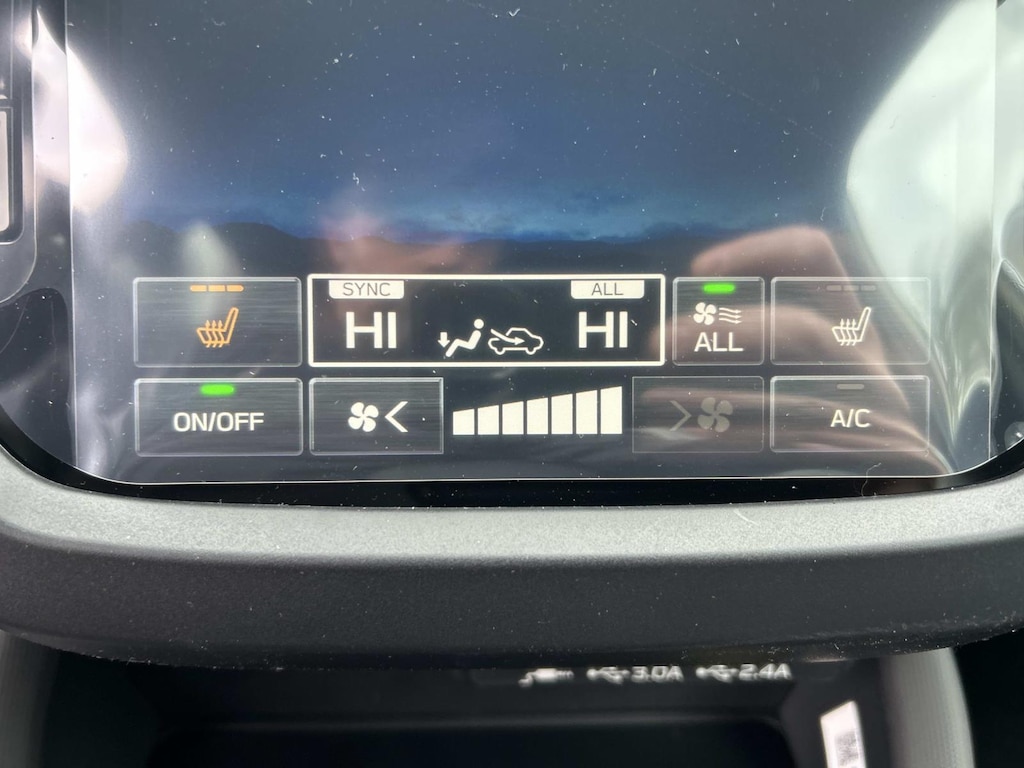 SYNC ALL
HI HI
ALL
ON/OFF A/C
3.0A 2.4A